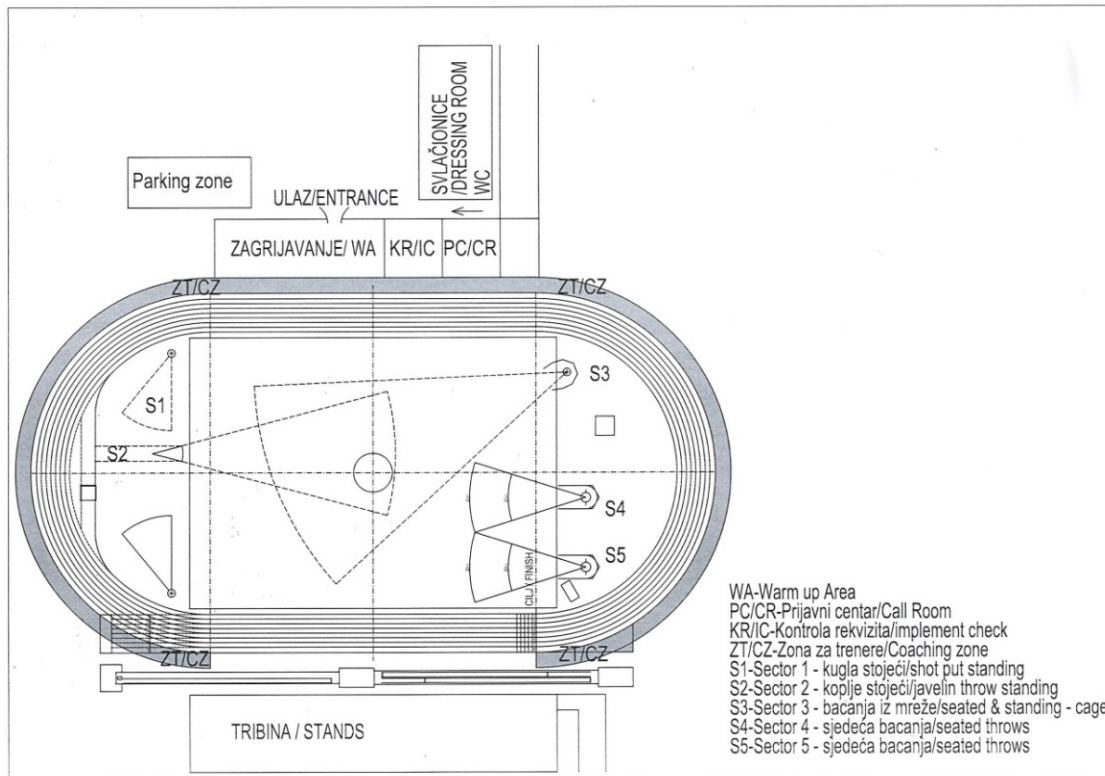 SVLAČIONICE
/DRESSING ROOM
WC
Parking zone
ULAZ/ENTRANCE
ZAGRIJAVANJE/ WA
KR/IC
PC/CR
ZT/CZ
ZT/CZ
S3
S1
S2
S4
S5
CILJ / FINISH
ZT/CZ
ZT/CZ
TRIBINA / STANDS
WA-Warm up Area
PC/CR-Prijavni centar/Call Room
KR/IC-Kontrola rekvizita/implement check
ZT/CZ-Zona za trenere/Coaching zone
S1-Sector 1 - kugla stojeći/shot put standing
S2-Sector 2 - koplje stojeći/javelin throw standing
S3-Sector 3 - bacanja iz mreže/seated & standing - cage
S4-Sector 4 - sjedeća bacanja/seated throws
S5-Sector 5 - sjedeća bacanja/seated throws